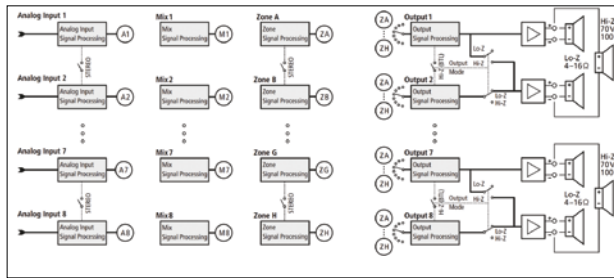 Analog Input 1 Mix1 Zone A Output1
Analog Input Signal Processing A1 Mix Signal Processing M1 Zone Signal Processing ZA ZA ZH Output Signal Processing
STEREO STEREO Hi-Z (BTL) Output Mode Lo-Z Hi-Z Lo-Z 4–16Ω Hi-Z 70V 100
Analog Input 2 Mix2 Zone B Output 2
Analog Input Signal Processing A2 Mix Signal Processing M2 Zone Signal Processing ZB ZA ZH Output Signal Processing Lo-Z Hi-Z
Analog Input 7 Mix7 Zone G Output 7
Analog Input Signal Processing A7 Mix Signal Processing M7 Zone Signal Processing ZG ZA ZH Output Signal Processing
STEREO STEREO Hi-Z (BTL) Output Mode Lo-Z Hi-Z Lo-Z 4–16Ω Hi-Z 70V 100
Analog Input 8 Mix8 Zone H Output 8
Analog Input Signal Processing A8 Mix Signal Processing M8 Zone Signal Processing ZH ZA ZH Output Signal Processing Lo-Z Hi-Z